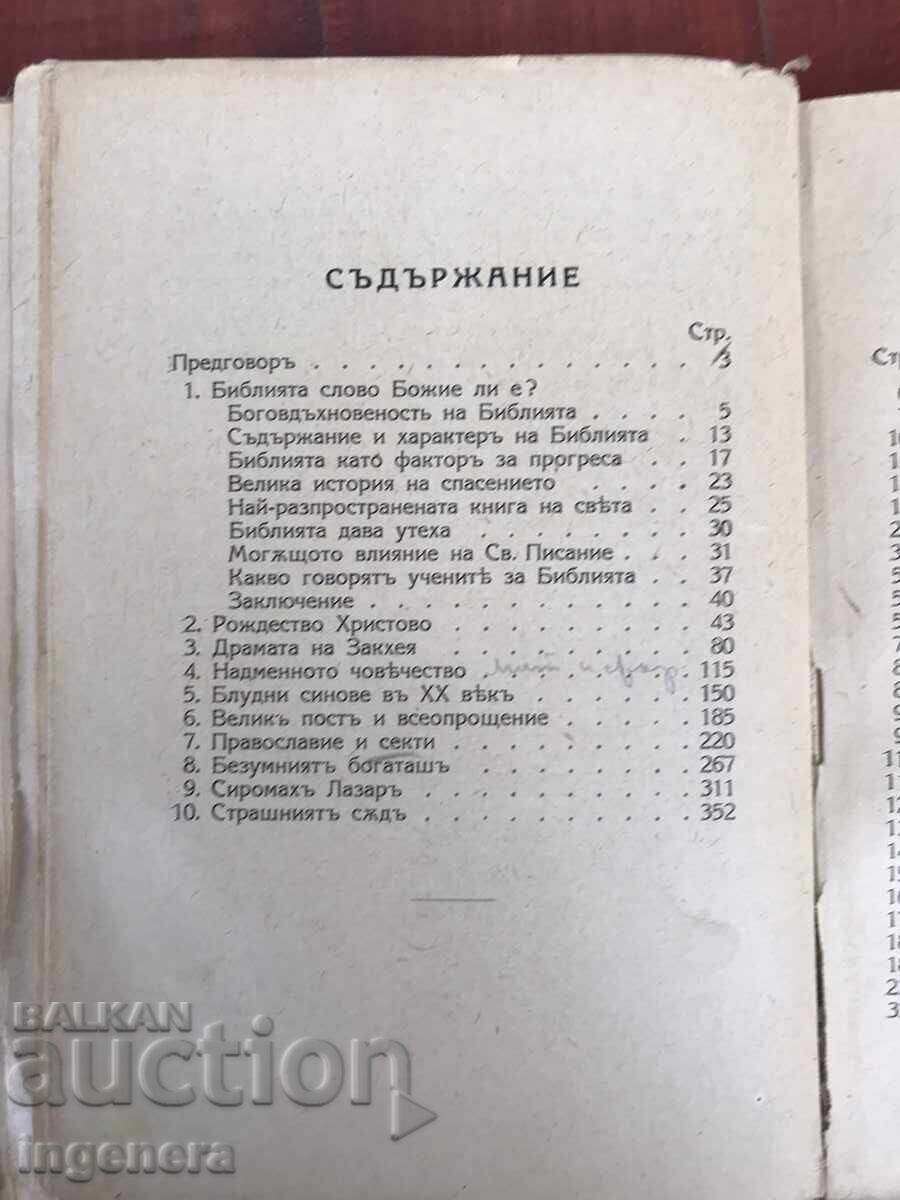 СЪДЪРЖАНИЕ
Стр.
Предговоръ . . . . . . . . . . . . . . . 3
1. Библията слово Божие ли е?
Боговдъхновеность на Библията . . . . 5
Съдържание и характеръ на Библията . 13
Библията като факторъ за прогреса . . 17
Велика история на спасението . . . . 23
Най-разпространената книга на свѣта . 25
Библията дава утеха . . . . . . . . 30
Могѫщото влияние на Св. Писание . . . 31
Какво говорятъ ученитѣ за Библията . . 37
Заключение . . . . . . . . . . . . 40
2. Рождество Христово . . . . . . . . . 43
3. Драмата на Закхея . . . . . . . . . 80
4. Надменното човѣчество 115
5. Блудни синове въ XX вѣкъ . . . . . . 150
6. Великъ постъ и всеопрощение . . . . . 185
7. Православие и секти . . . . . . . . . 220
8. Безумниятъ богаташъ . . . . . . . . 267
9. Сиромахъ Лазаръ . . . . . . . . . . 311
10. Страшниятъ сѫдъ . . . . . . . . . . 352
BALKAN
auction
ingenera